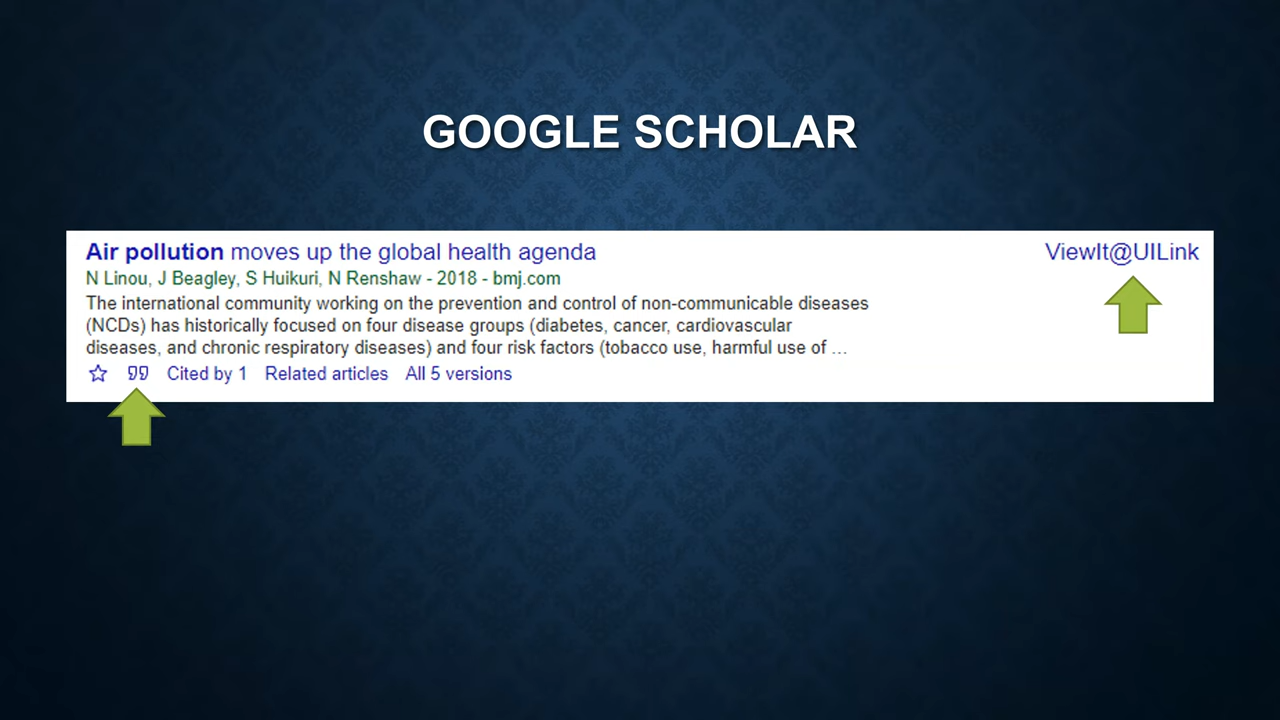 GOOGLE SCHOLAR
Air pollution moves up the global health agenda
ViewIt@UILink
N Linou, J Beagley, S Huikuri, N Renshaw - 2018 - bmj.com
The international community working on the prevention and control of non-communicable diseases
(NCDs) has historically focused on four disease groups (diabetes, cancer, cardiovascular
diseases, and chronic respiratory diseases) and four risk factors (tobacco use, harmful use of ...
Cited by 1 Related articles All 5 versions